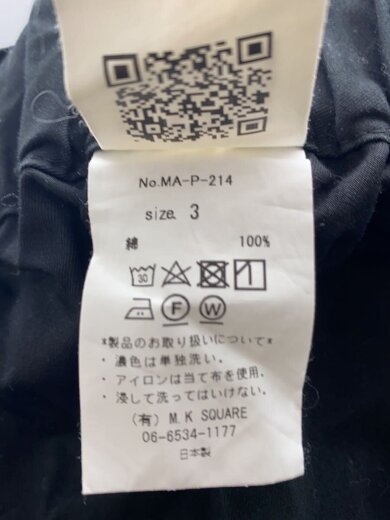 No.MA-P-214
size. 3
綿 100%
30
F W
*製品のお取り扱いについて*
・濃色は単独洗い。
・アイロンは当て布を使用。
・浸して洗ってはいけない。
(有) M.K SQUARE
06-6534-1177
日本製